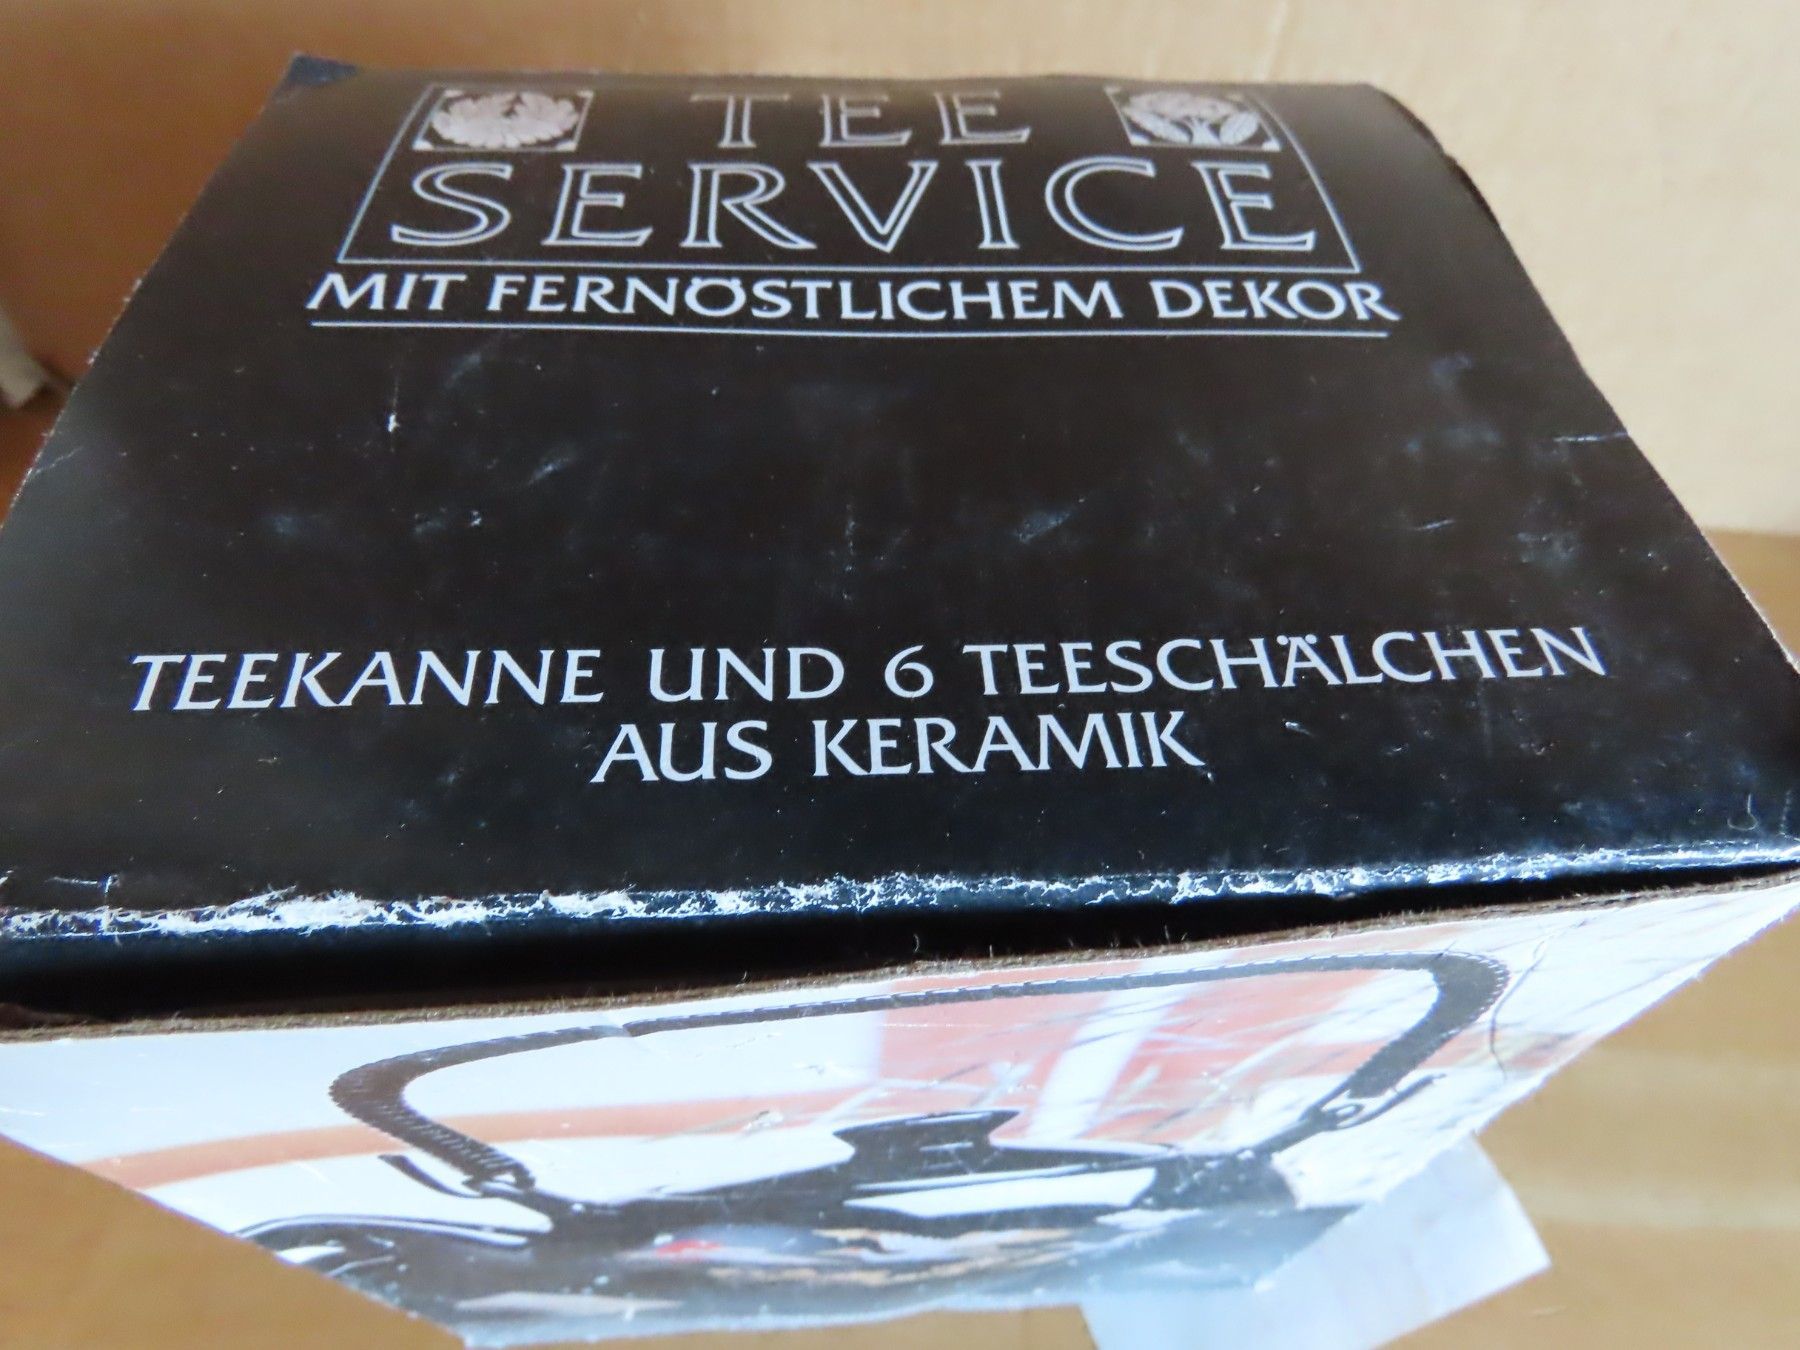 TEE
SERVICE
MIT FERNÖSTLICHEM DEKOR
TEEKANNE UND 6 TEESCHÄLCHEN
AUS KERAMIK